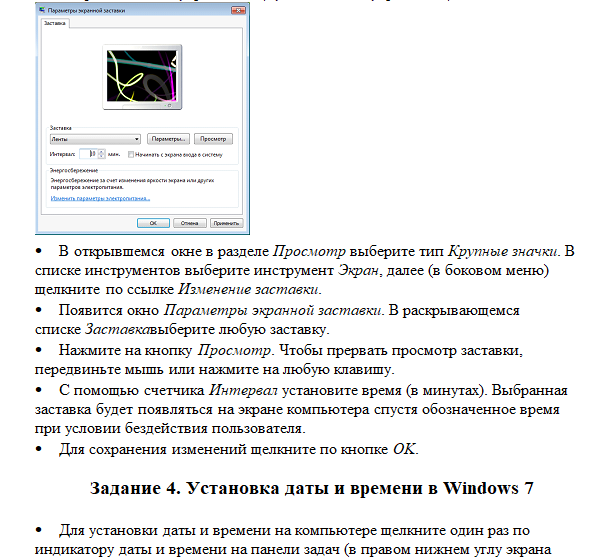 Параметры экранной заставки
Заставка
Заставка
Ленты
Параметры...
Просмотр
Интервал:
10
мин.
Начинать с экрана входа в систему
Энергосбережение
Энергосбережение за счет изменения яркости экрана или других
параметров электропитания.
Изменить параметры электропитания...
ОК
Отмена
Применить
• В открывшемся окне в разделе Просмотр выберите тип Крупные значки. В
списке инструментов выберите инструмент Экран, далее (в боковом меню)
щелкните по ссылке Изменение заставки.
• Появится окно Параметры экранной заставки. В раскрывающемся
списке Заставкавыберите любую заставку.
• Нажмите на кнопку Просмотр. Чтобы прервать просмотр заставки,
передвиньте мышь или нажмите на любую клавишу.
• С помощью счетчика Интервал установите время (в минутах). Выбранная
заставка будет появляться на экране компьютера спустя обозначенное время
при условии бездействия пользователя.
• Для сохранения изменений щелкните по кнопке OK.
Задание 4. Установка даты и времени в Windows 7
• Для установки даты и времени на компьютере щелкните один раз по
индикатору даты и времени на панели задач (в правом нижнем углу экрана